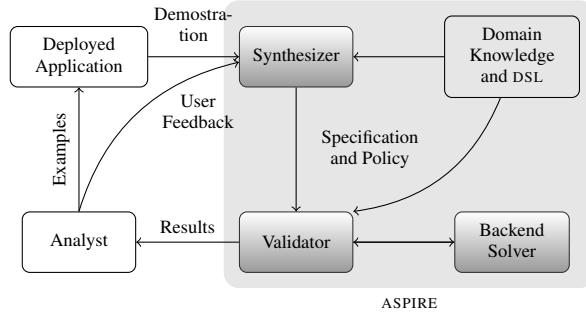 Demostra-
tion
Deployed
Application
Synthesizer
Domain
Knowledge
and DSL
User
Feedback
Examples
Specification
and Policy
Analyst
Results
Validator
Backend
Solver
ASPIRE